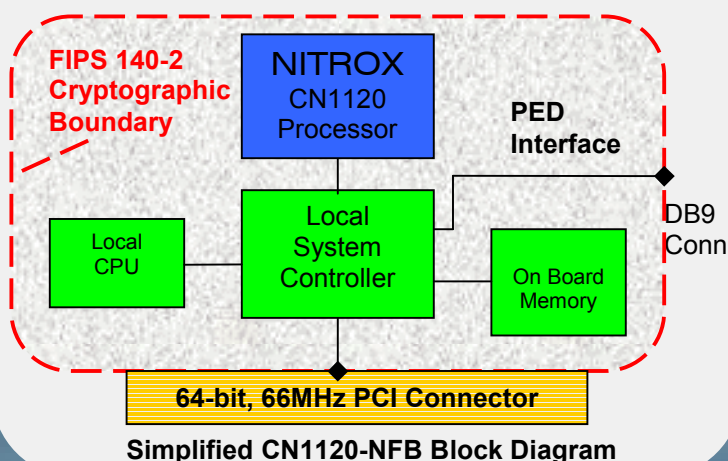 FIPS 140-2
Cryptographic
Boundary
NITROX
CN1120
Processor
PED
Interface
DB9
Conn
Local
CPU
Local
System
Controller
On Board
Memory
64-bit, 66MHz PCI Connector
Simplified CN1120-NFB Block Diagram